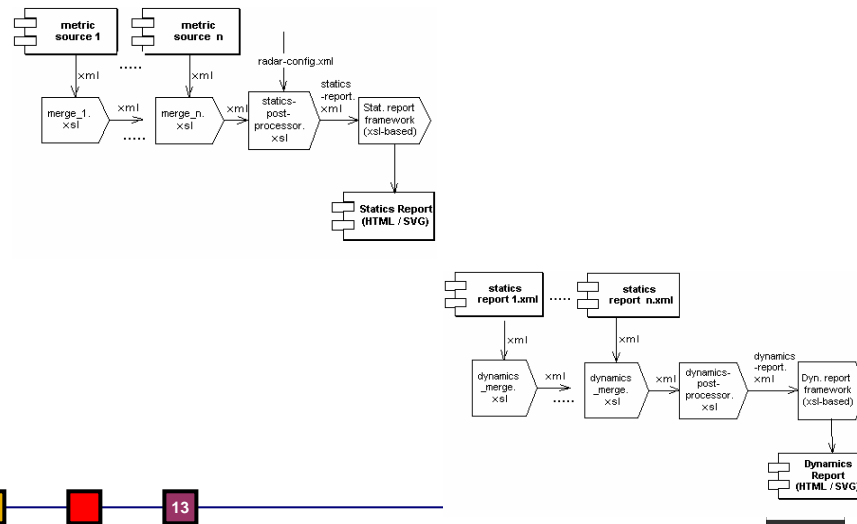 metric
source 1
metric
source n
.....
radar-config.xml
xml
xml
statics
-report.
xml
merge_1.
xsl
xml
.....
merge_n.
xsl
xml
statics-
post-
processor.
xsl
Stat. report
framework
(xsl-based)
Statics Report
(HTML / SVG)
statics
report 1.xml
.....
statics
report n.xml
xml
xml
dynamics
-report.
xml
dynamics
_merge.
xsl
xml
.....
dynamics
_merge.
xsl
xml
dynamics-
post-
processor.
xsl
Dyn. report
framework
(xsl-based)
Dynamics
Report
(HTML / SVG)
13